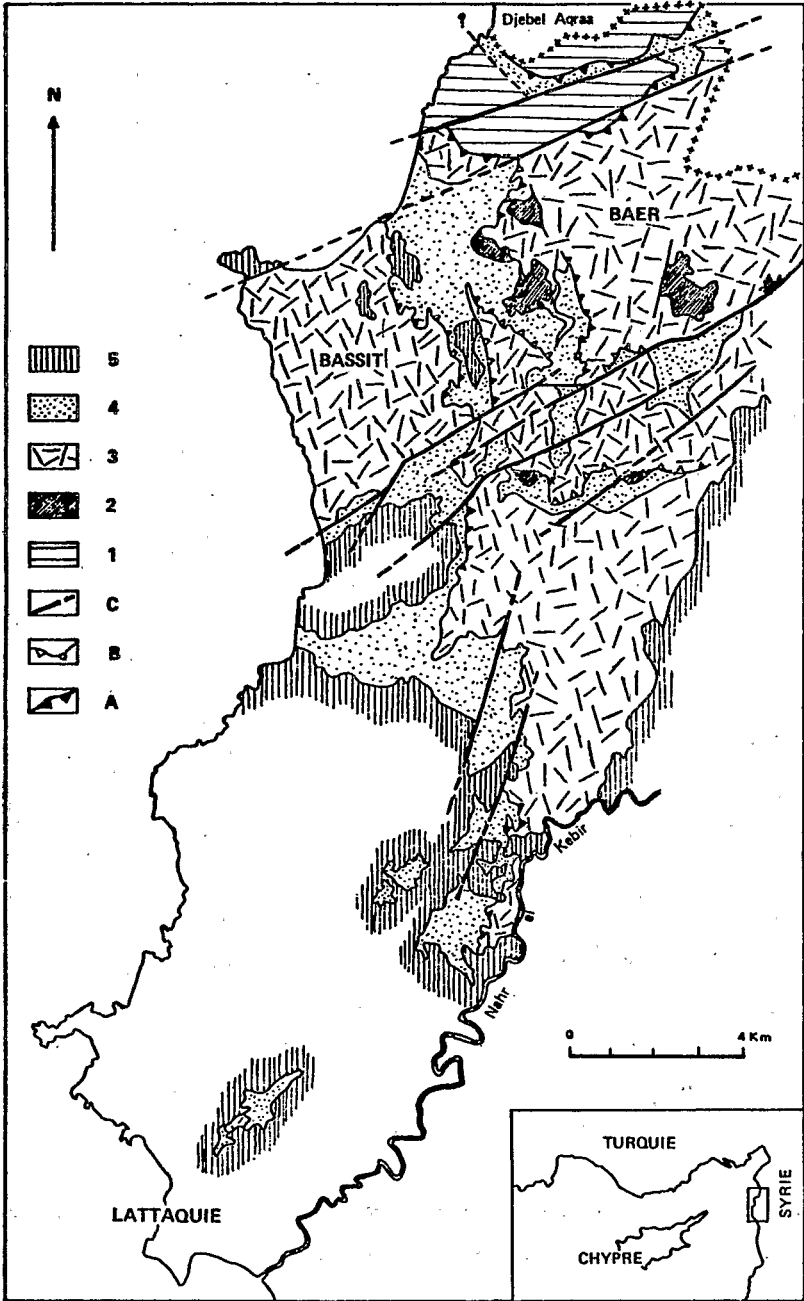 ?
Djebel Aqraa
N
BAER
BASSIT
5
4
3
2
1
C
B
A
Kebir
el
Nahr
0 4 Km
LATTAQUIE
TURQUIE
SYRIE
CHYPRE